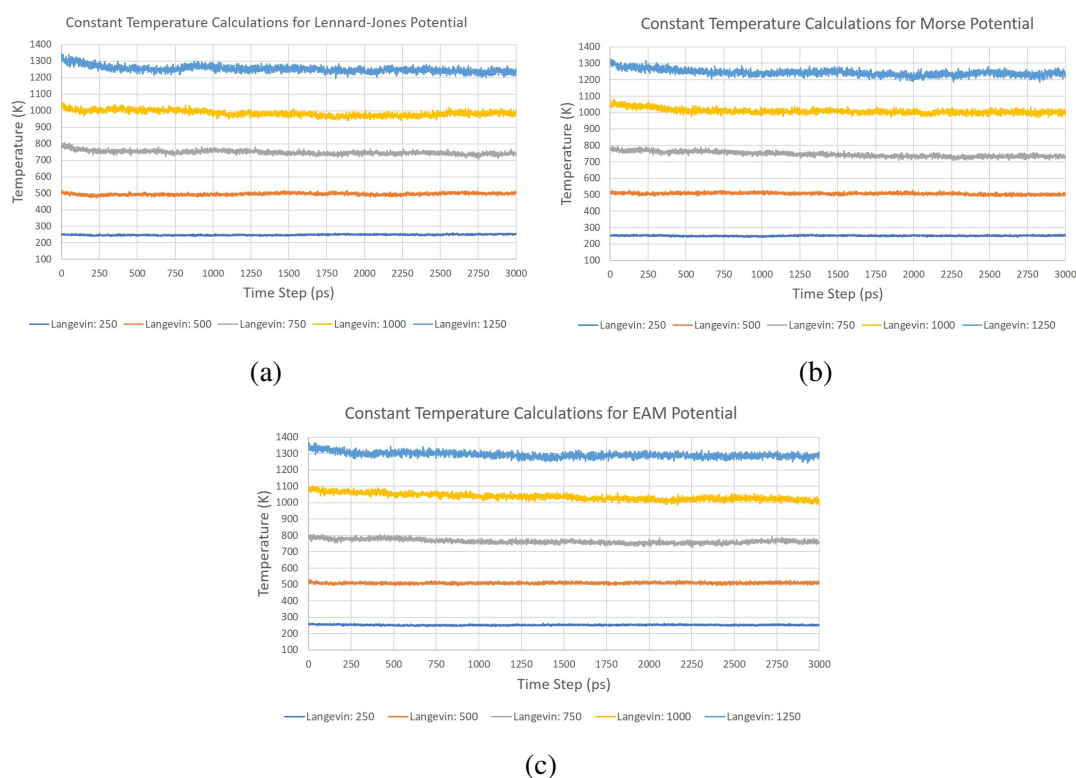 Constant Temperature Calculations for Lennard-Jones Potential
1400
1300
1200
1100
1000
900
800
700
600
500
400
300
200
100
Temperature (K)
0 250 500 750 1000 1250 1500 1750 2000 2250 2500 2750 3000
Time Step (ps)
Langevin: 250 Langevin: 500 Langevin: 750 Langevin: 1000 Langevin: 1250
(a)
Constant Temperature Calculations for Morse Potential
1400
1300
1200
1100
1000
900
800
700
600
500
400
300
200
100
Temperature (K)
0 250 500 750 1000 1250 1500 1750 2000 2250 2500 2750 3000
Time Step (ps)
Langevin: 250 Langevin: 500 Langevin: 750 Langevin: 1000 Langevin: 1250
(b)
Constant Temperature Calculations for EAM Potential
1400
1300
1200
1100
1000
900
800
700
600
500
400
300
200
100
Temperature (K)
0 250 500 750 1000 1250 1500 1750 2000 2250 2500 2750 3000
Time Step (ps)
Langevin: 250 Langevin: 500 Langevin: 750 Langevin: 1000 Langevin: 1250
(c)